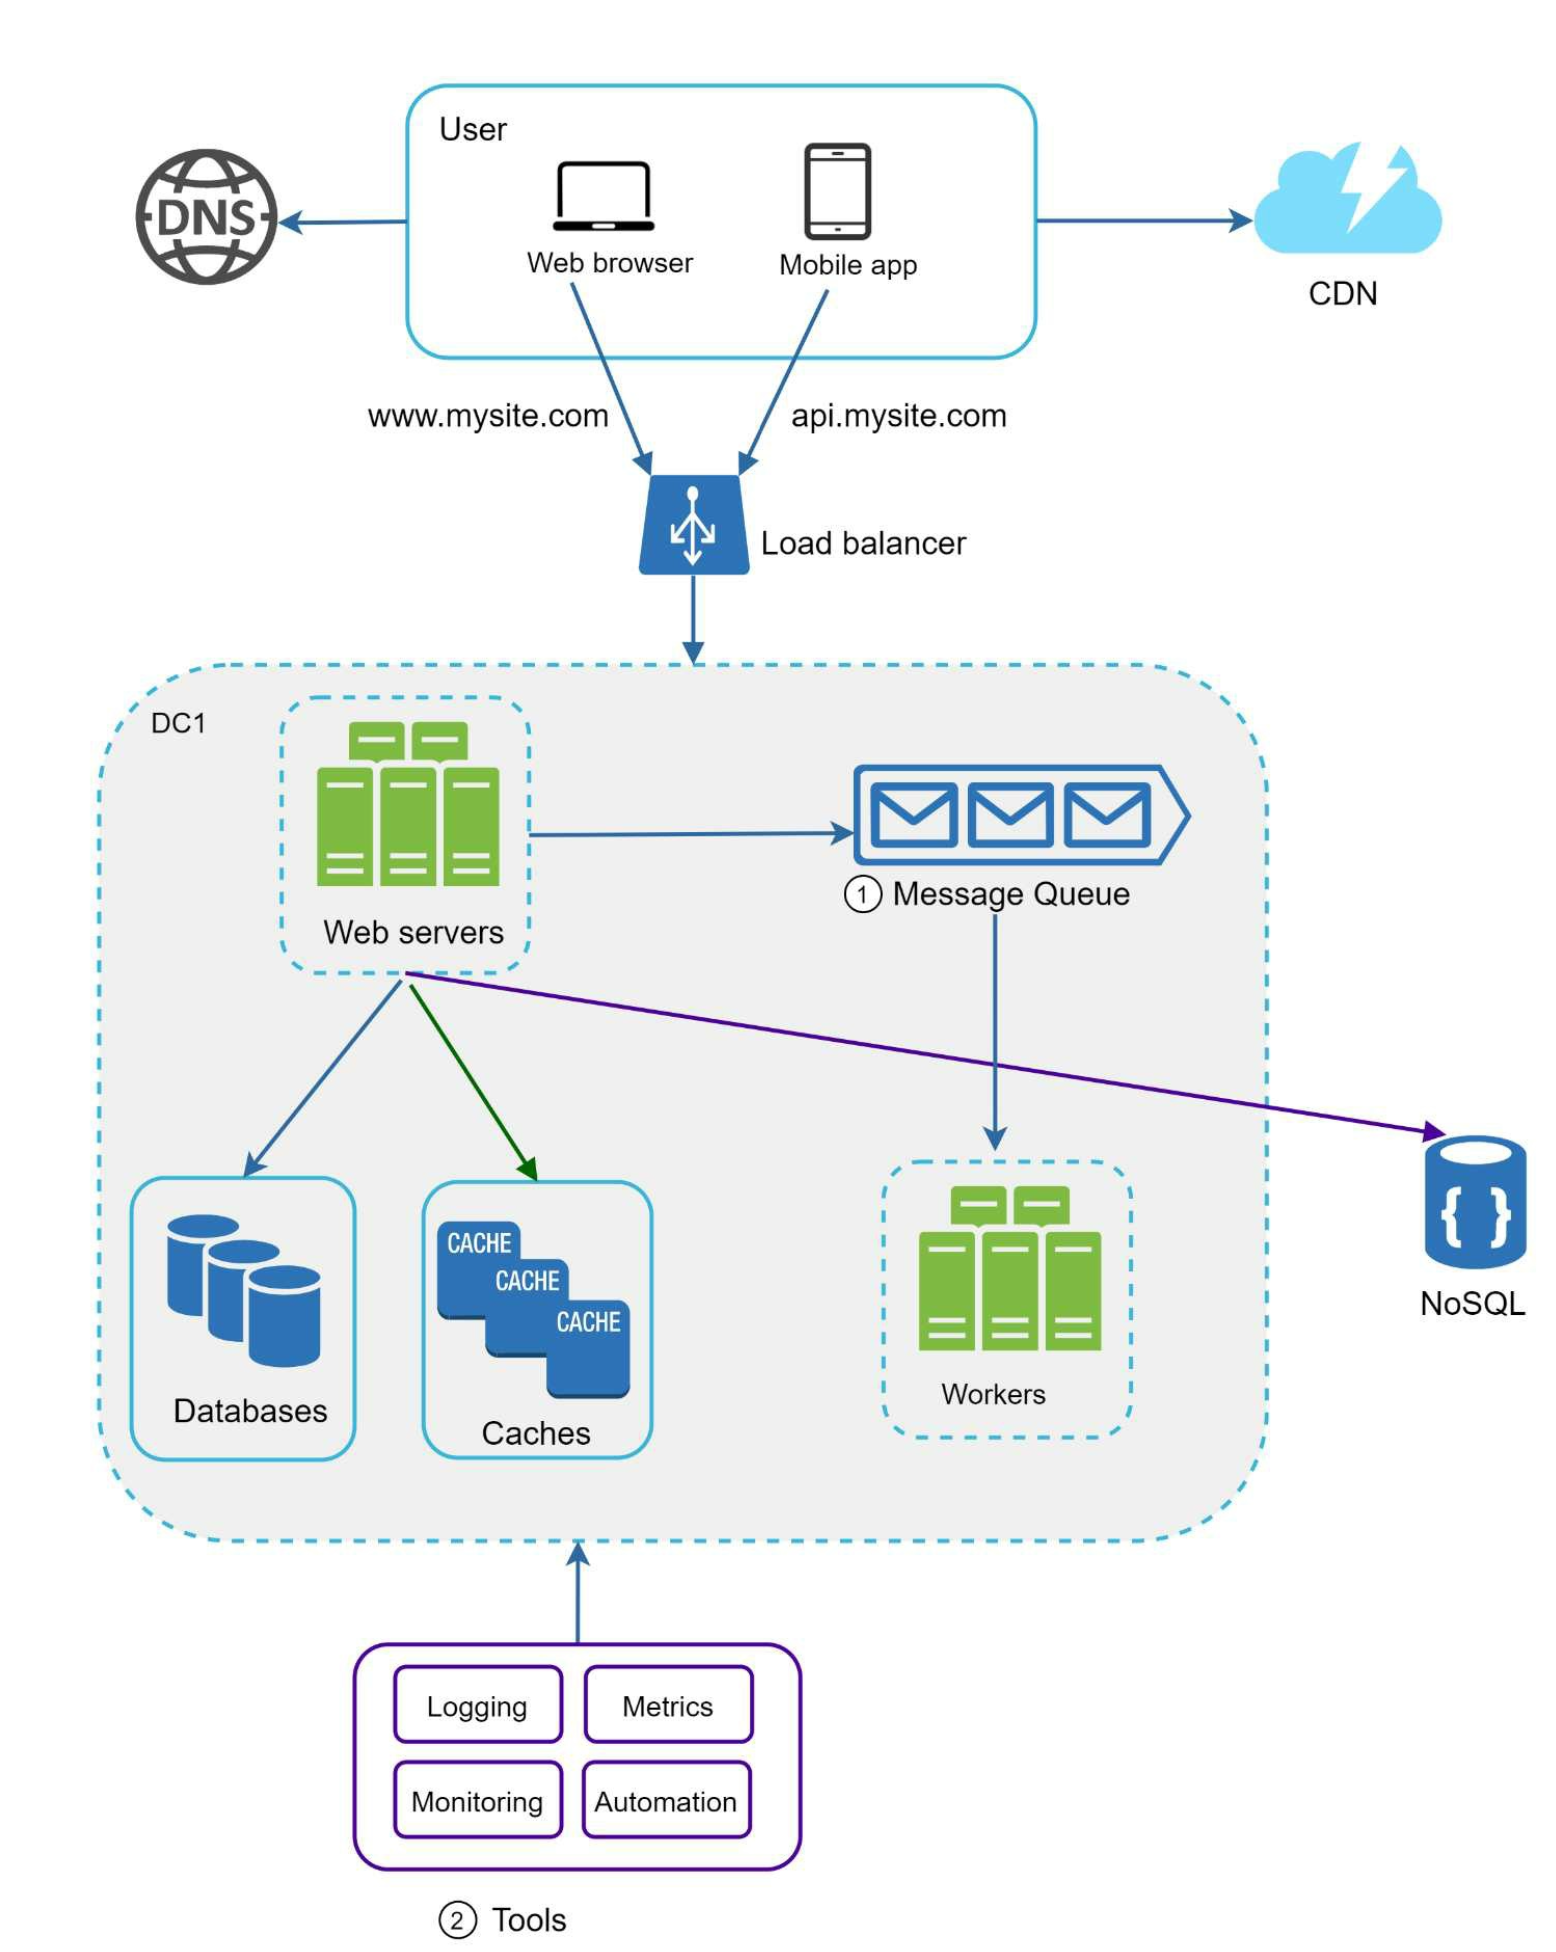 User
DNS
Web browser
Mobile app
CDN
www.mysite.com
api.mysite.com
Load balancer
DC1
Web servers
1 Message Queue
CACHE
CACHE
CACHE
Databases
Caches
Workers
NoSQL
Logging
Metrics
Monitoring
Automation
2 Tools